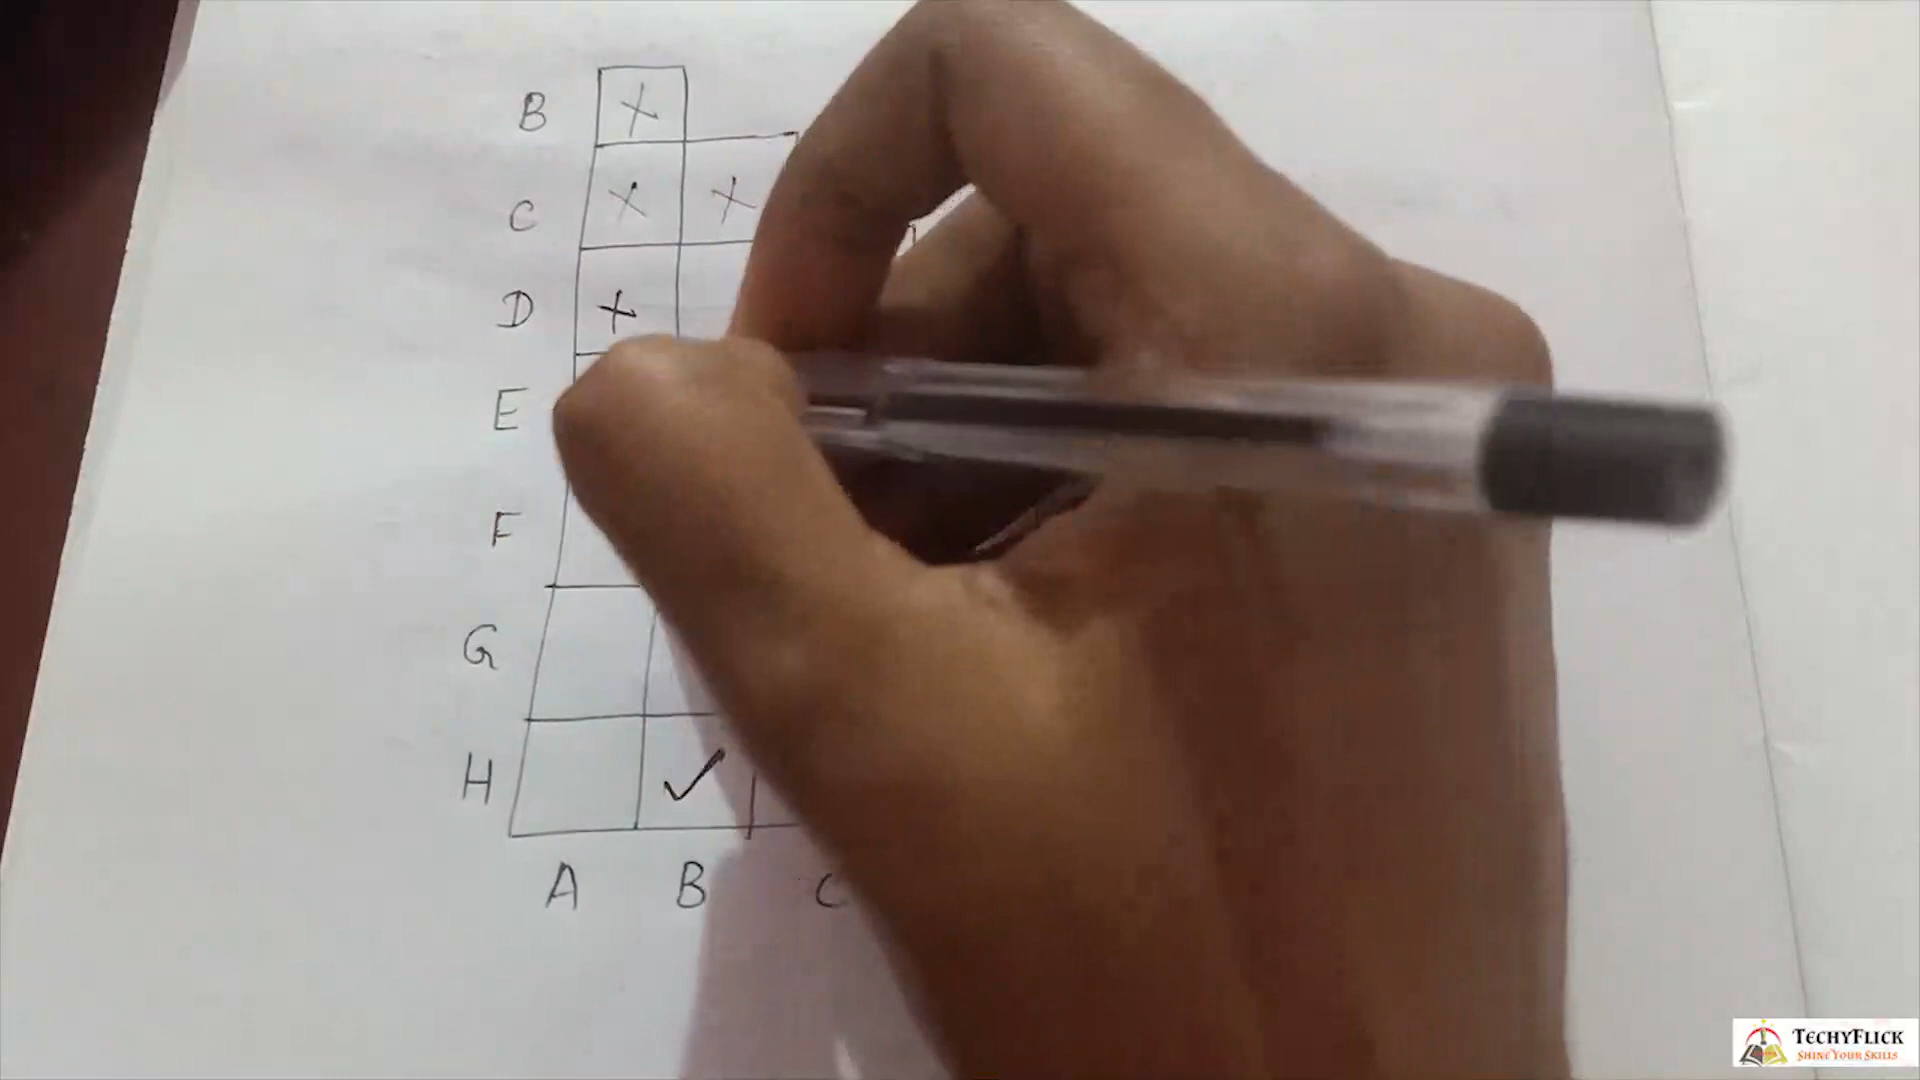 B X
C X X
D X
E
F
G
H ✓
A B C
TECHYFLICK
SHINE YOUR SKILLS